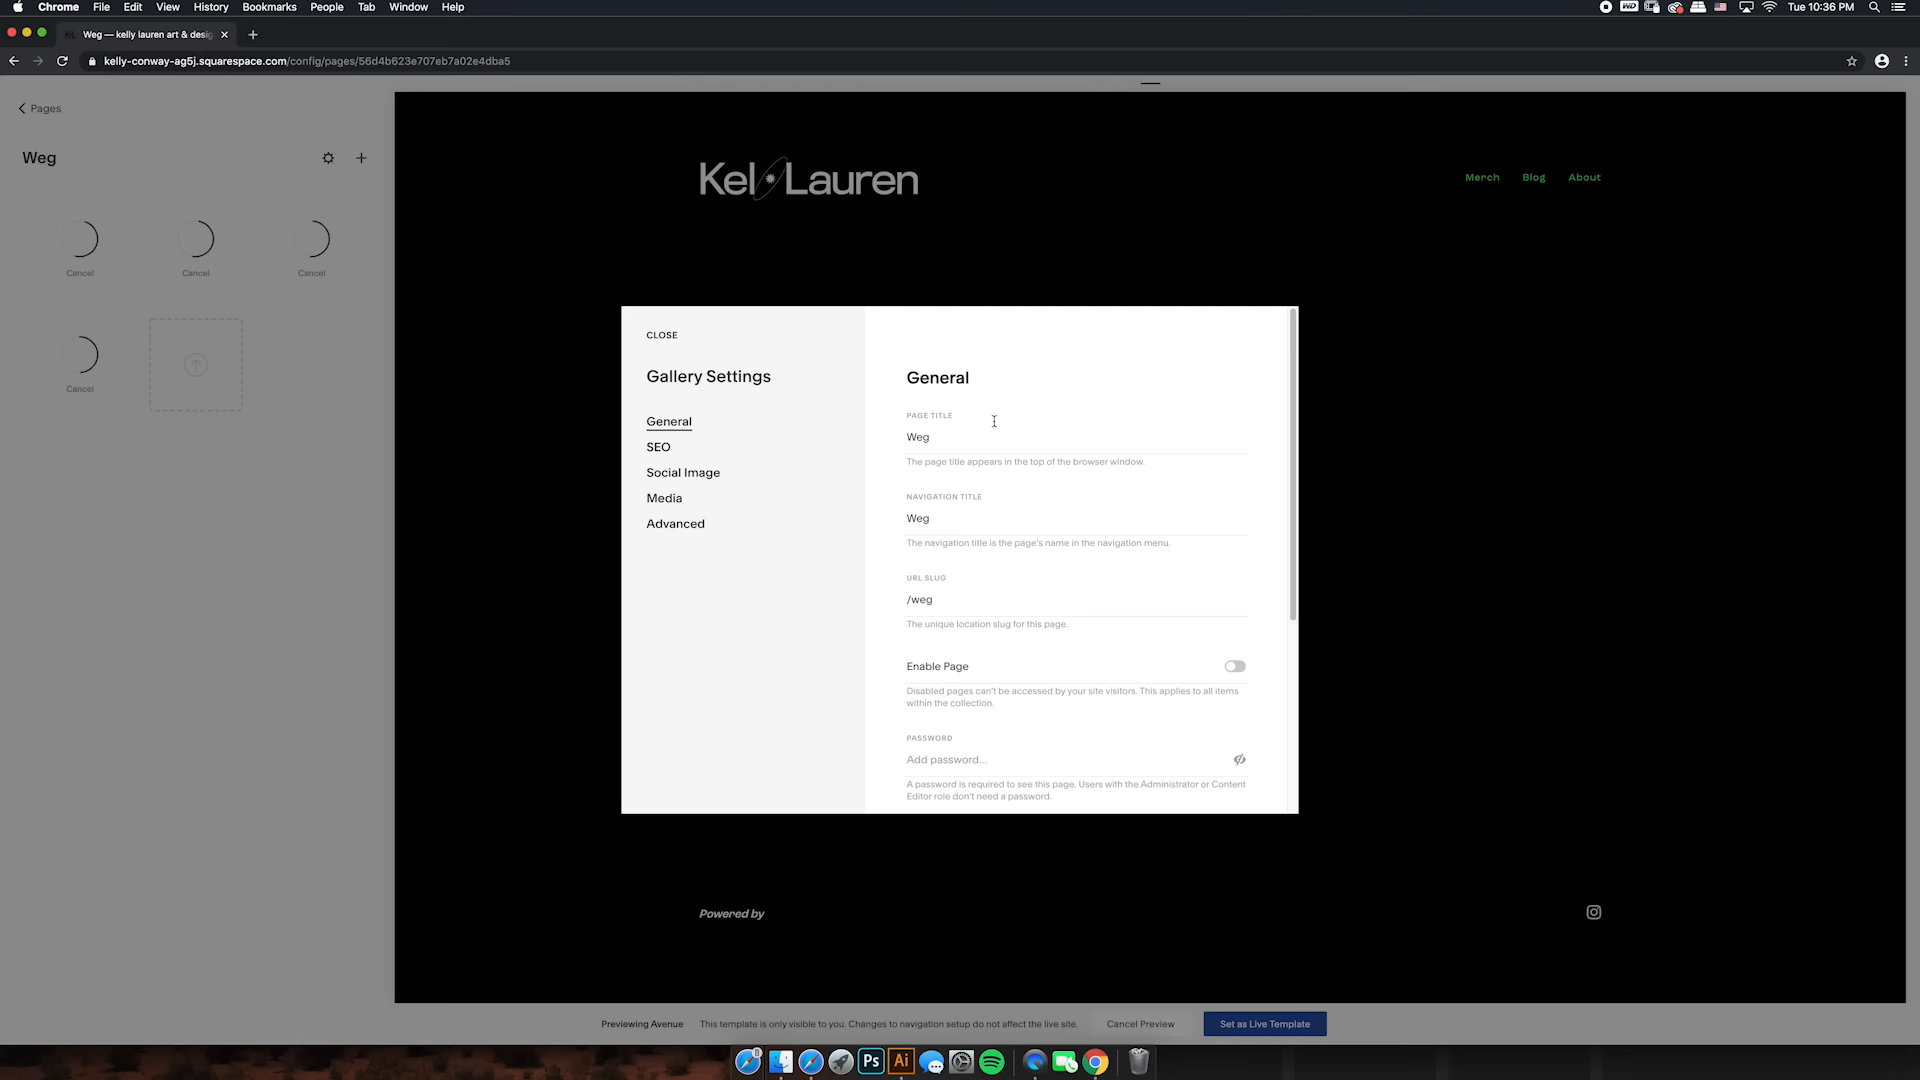 Chrome File Edit View History Bookmarks People Tab Window Help
Tue 10:36 PM
Weg — kelly lauren art & desig
kelly-conway-ag5j.squarespace.com/config/pages/56d4b623e707eb7a02e4dba5
Pages
Weg
Cancel Cancel Cancel
Cancel
Kel Lauren
Merch Blog About
CLOSE
Gallery Settings
General
SEO
Social Image
Media
Advanced
General
PAGE TITLE
Weg
The page title appears in the top of the browser window.
NAVIGATION TITLE
Weg
The navigation title is the page's name in the navigation menu.
URL SLUG
/weg
The unique location slug for this page.
Enable Page
Disabled pages can't be accessed by your site visitors. This applies to all items
within the collection.
PASSWORD
Add password...
A password is required to see this page. Users with the Administrator or Content
Editor role don't need a password.
Powered by
Previewing Avenue This template is only visible to you. Changes to navigation setup do not affect the live site. Cancel Preview Set as Live Template
Ps Ai